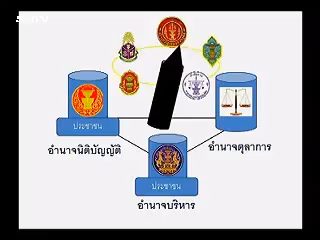 ประชาชน
อำนาจนิติบัญญัติ
อำนาจตุลาการ
ประชาชน
อำนาจบริหาร